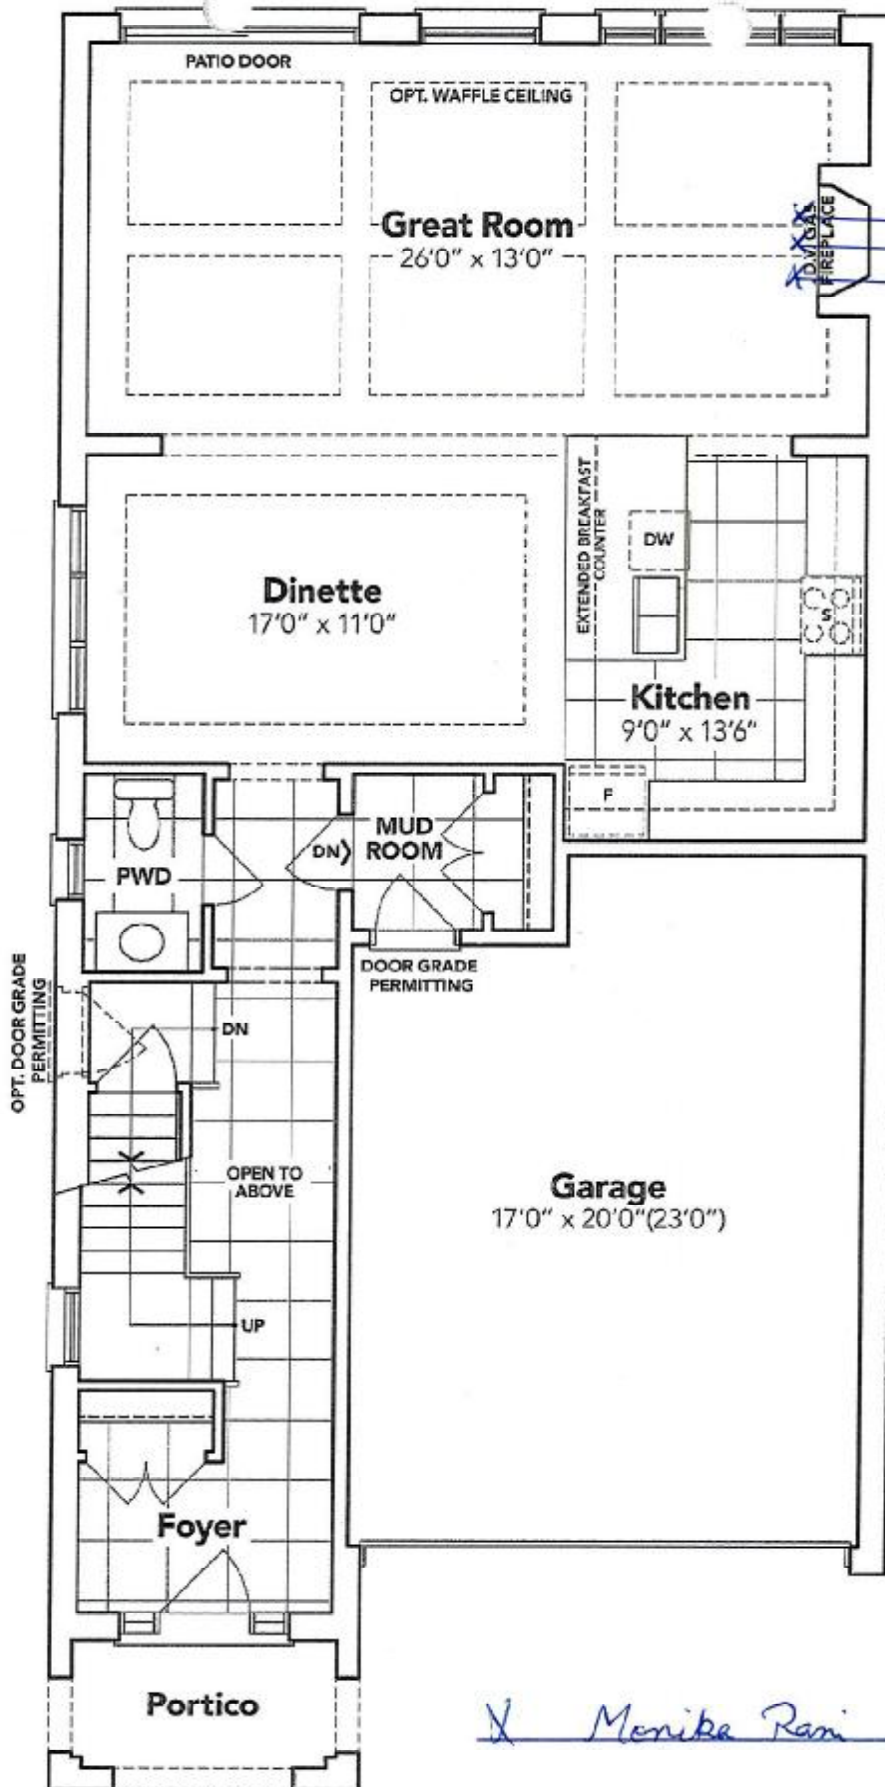 PATIO DOOR
OPT. WAFFLE CEILING
Great Room
26'0" x 13'0"
D.V. GAS
FIREPLACE
EXTENDED BREAKFAST
COUNTER
DW
S
Dinette
17'0" x 11'0"
Kitchen
9'0" x 13'6"
F
MUD
ROOM
DN
PWD
DOOR GRADE
PERMITTING
OPT. DOOR GRADE
PERMITTING
DN
OPEN TO
ABOVE
Garage
17'0" x 20'0"(23'0")
UP
Foyer
Portico
X Monika Rani